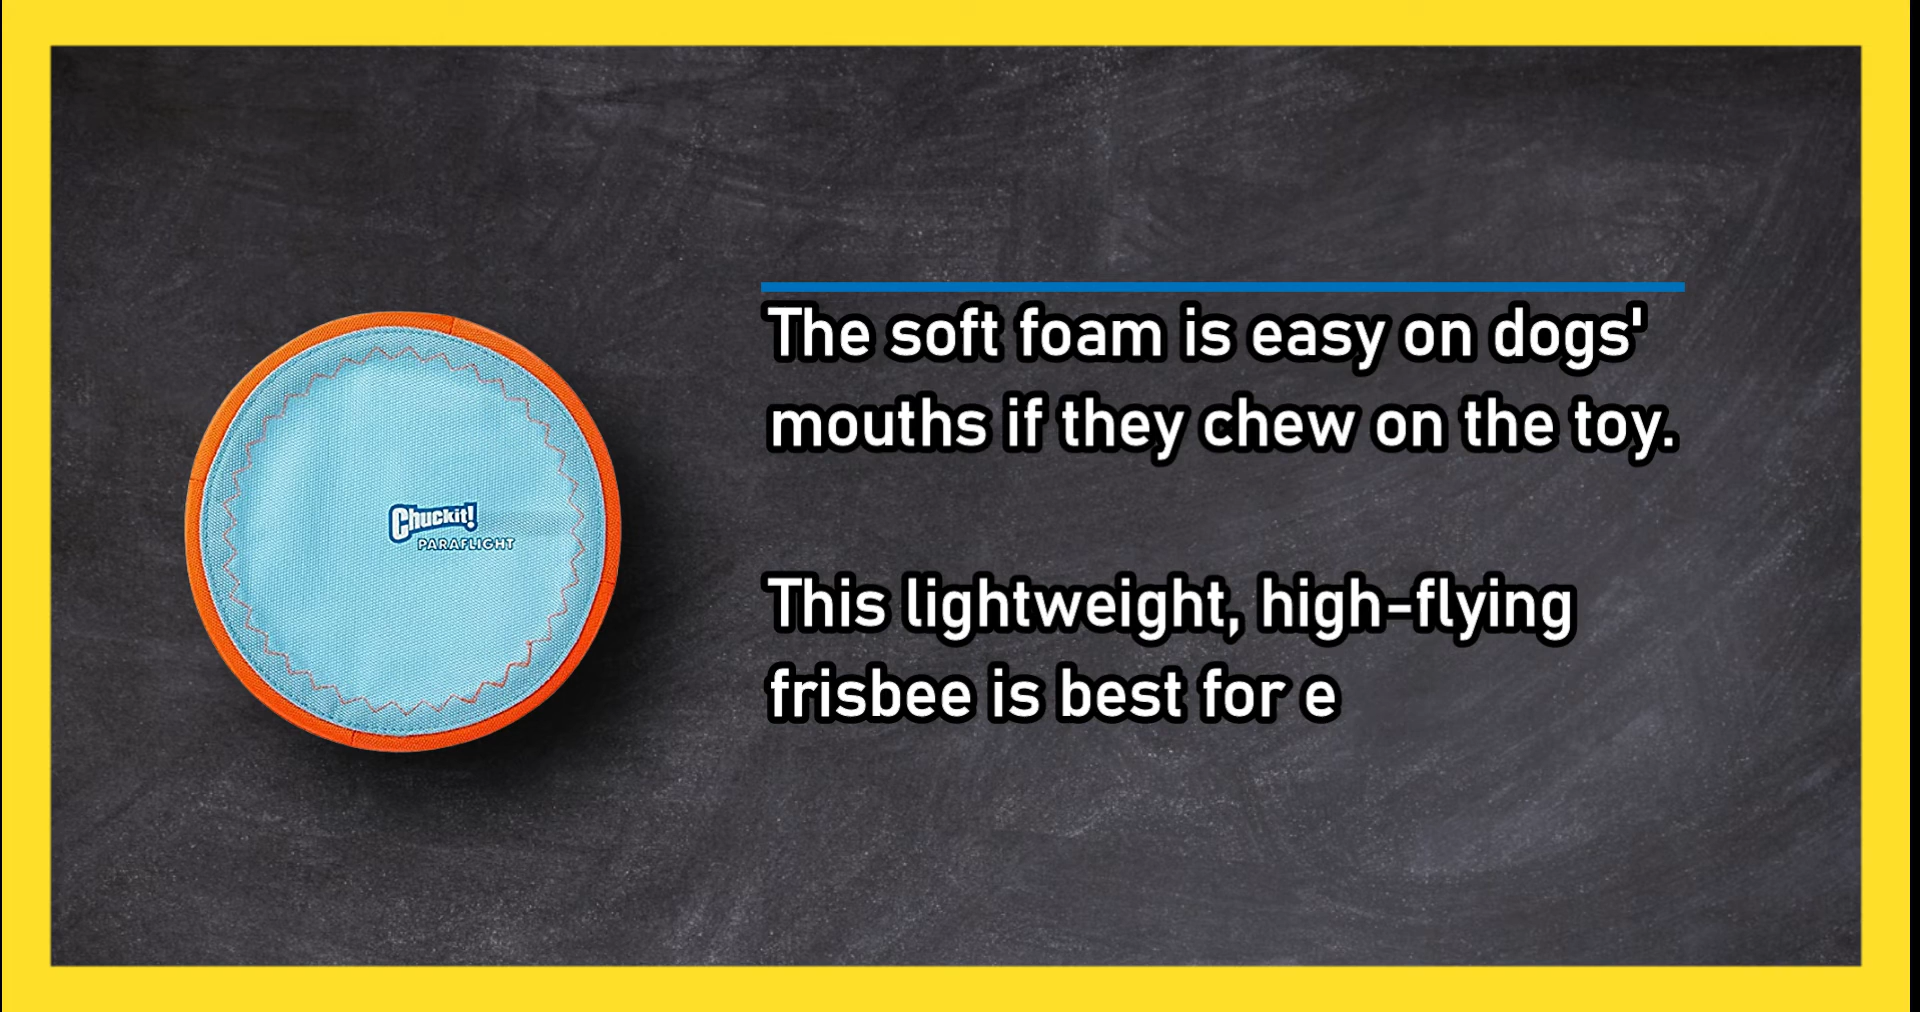 Chuckit!
PARAFLIGHT
The soft foam is easy on dogs'
mouths if they chew on the toy.
This lightweight, high-flying
frisbee is best for e